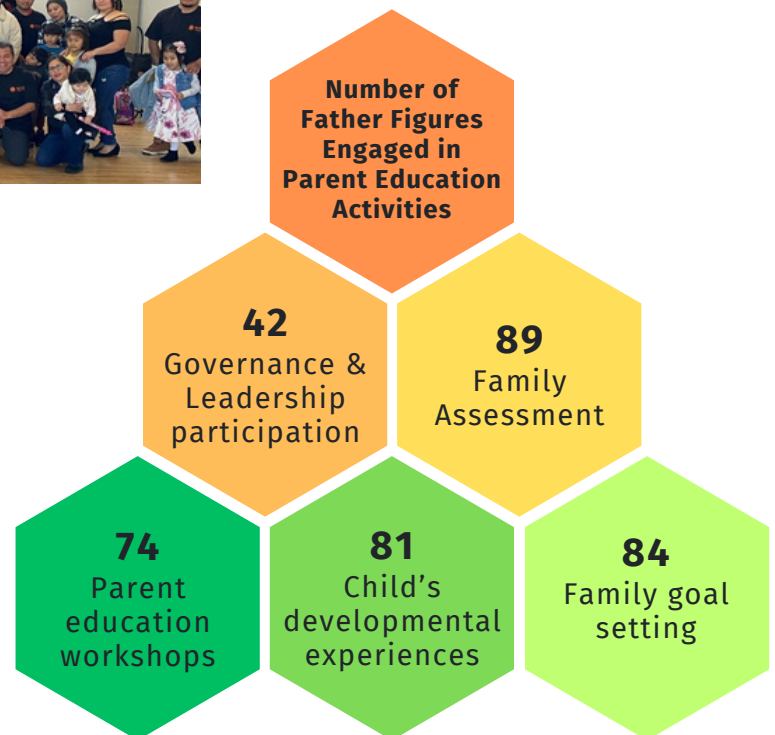 Number of
Father Figures
Engaged in
Parent Education
Activities
42
Governance &
Leadership
participation
89
Family
Assessment
74
Parent
education
workshops
81
Child's
developmental
experiences
84
Family goal
setting